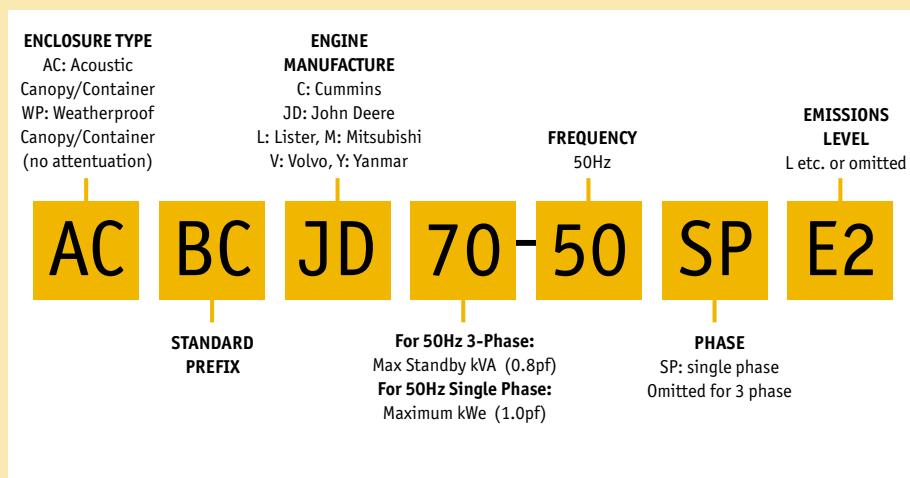 ENCLOSURE TYPE
AC: Acoustic
Canopy/Container
WP: Weatherproof
Canopy/Container
(no attentuation)
ENGINE
MANUFACTURE
C: Cummins
JD: John Deere
L: Lister, M: Mitsubishi
V: Volvo, Y: Yanmar
FREQUENCY
50Hz
EMISSIONS
LEVEL
L etc. or omitted
AC BC JD 70-50 SP E2
STANDARD
PREFIX
For 50Hz 3-Phase:
Max Standby kVA (0.8pf)
For 50Hz Single Phase:
Maximum kWe (1.0pf)
PHASE
SP: single phase
Omitted for 3 phase